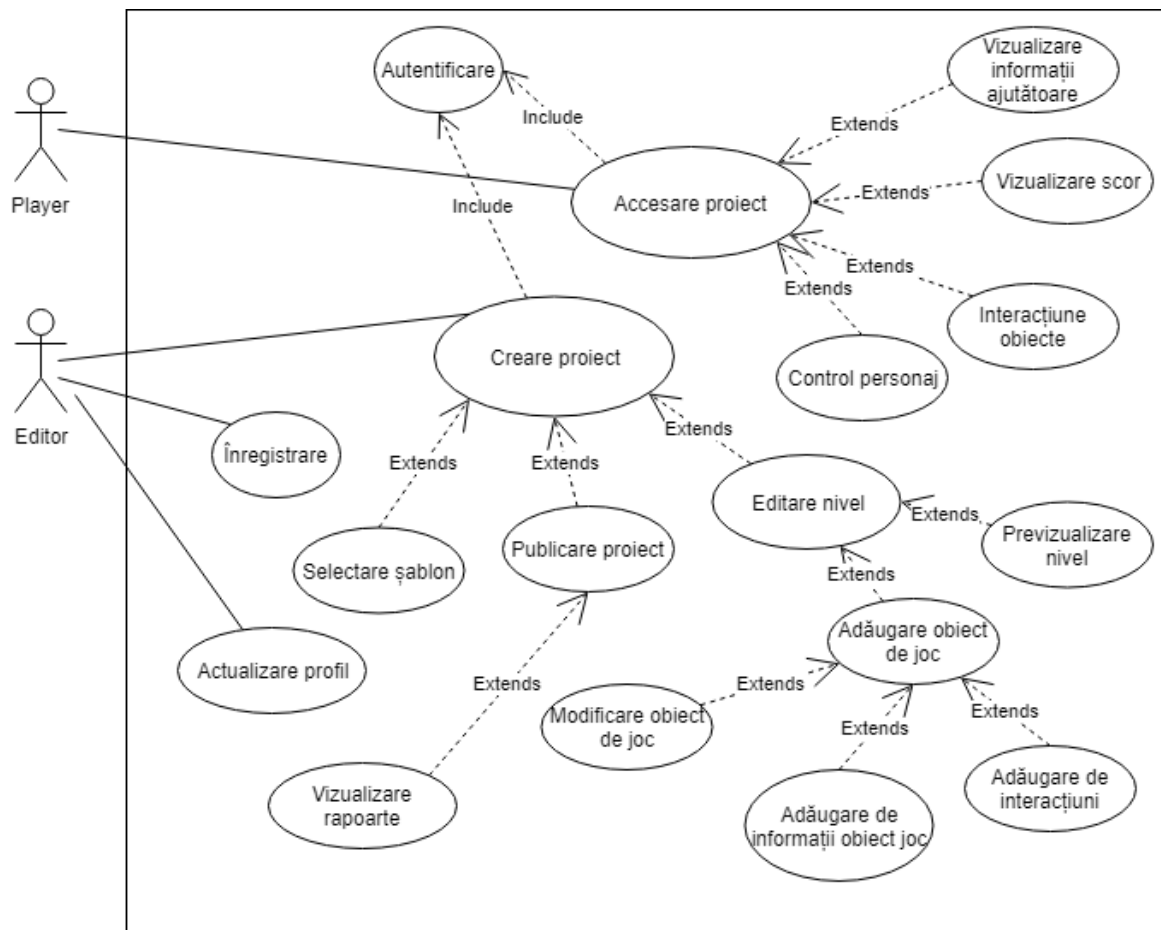 Autentificare
Vizualizare
informații
ajutătoare
Include
Extends
Player
Accesare proiect
Extends
Vizualizare scor
Include
Extends
Extends
Interacțiune
obiecte
Creare proiect
Control personaj
Editor
Înregistrare
Extends
Extends
Extends
Editare nivel
Extends
Previzualizare
nivel
Selectare șablon
Publicare proiect
Extends
Adăugare obiect
de joc
Actualizare profil
Extends
Extends
Modificare obiect
de joc
Extends
Extends
Vizualizare
rapoarte
Adăugare de
interacțiuni
Adăugare de
informații obiect joc